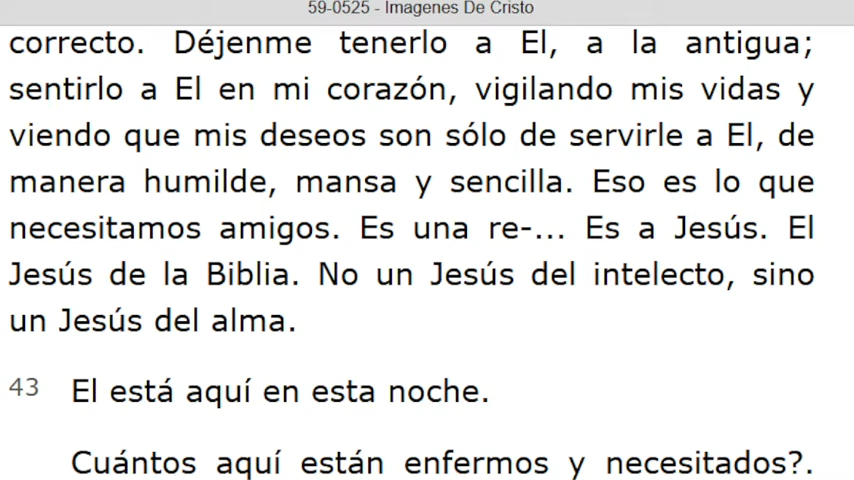 59-0525 - Imagenes De Cristo
correcto. Déjenme tenerlo a El, a la antigua;
sentirlo a El en mi corazón, vigilando mis vidas y
viendo que mis deseos son sólo de servirle a El, de
manera humilde, mansa y sencilla. Eso es lo que
necesitamos amigos. Es una re-... Es a Jesús. El
Jesús de la Biblia. No un Jesús del intelecto, sino
un Jesús del alma.
43 El está aquí en esta noche.
Cuántos aquí están enfermos y necesitados?.